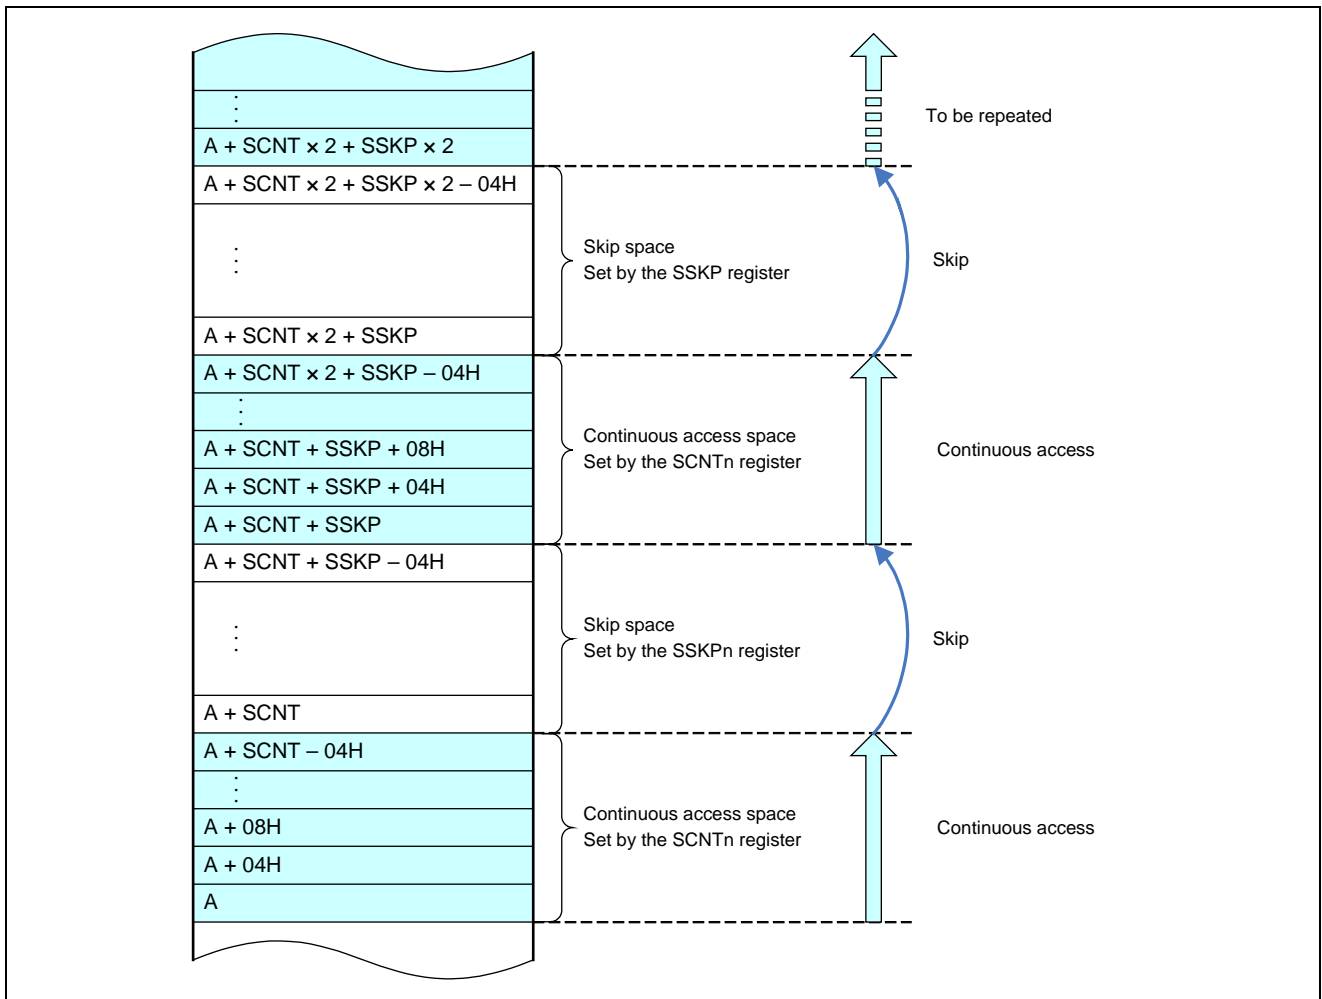 ⋮
To be repeated
A + SCNT × 2 + SSKP × 2
A + SCNT × 2 + SSKP × 2 – 04H
⋮
Skip space
Set by the SSKP register
Skip
A + SCNT × 2 + SSKP
A + SCNT × 2 + SSKP – 04H
⋮
Continuous access space
Set by the SCNTn register
Continuous access
A + SCNT + SSKP + 08H
A + SCNT + SSKP + 04H
A + SCNT + SSKP
A + SCNT + SSKP – 04H
⋮
Skip space
Set by the SSKPn register
Skip
A + SCNT
A + SCNT – 04H
⋮
Continuous access space
Set by the SCNTn register
Continuous access
A + 08H
A + 04H
A